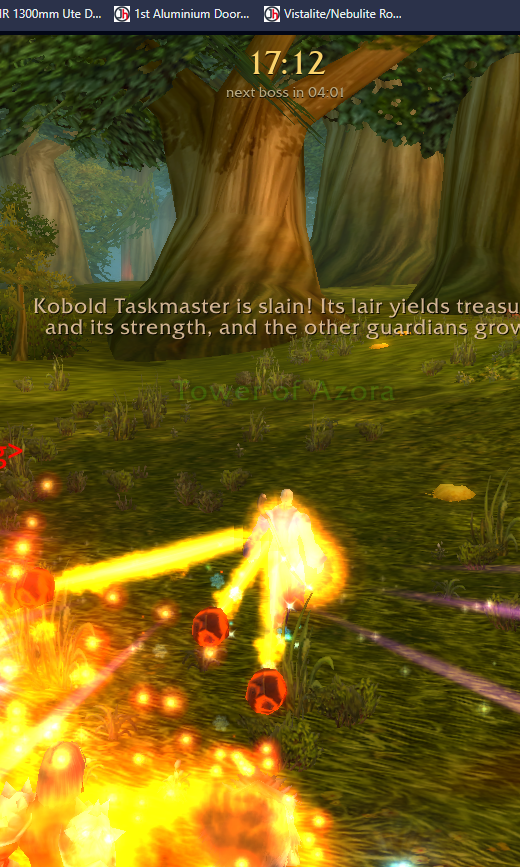 IR 1300mm Ute D... 1st Aluminium Door... Vistalite/Nebulite Ro...
17:12
next boss in 04:01
Kobold Taskmaster is slain! Its lair yields treasu
and its strength, and the other guardians grow
Tower of Azora